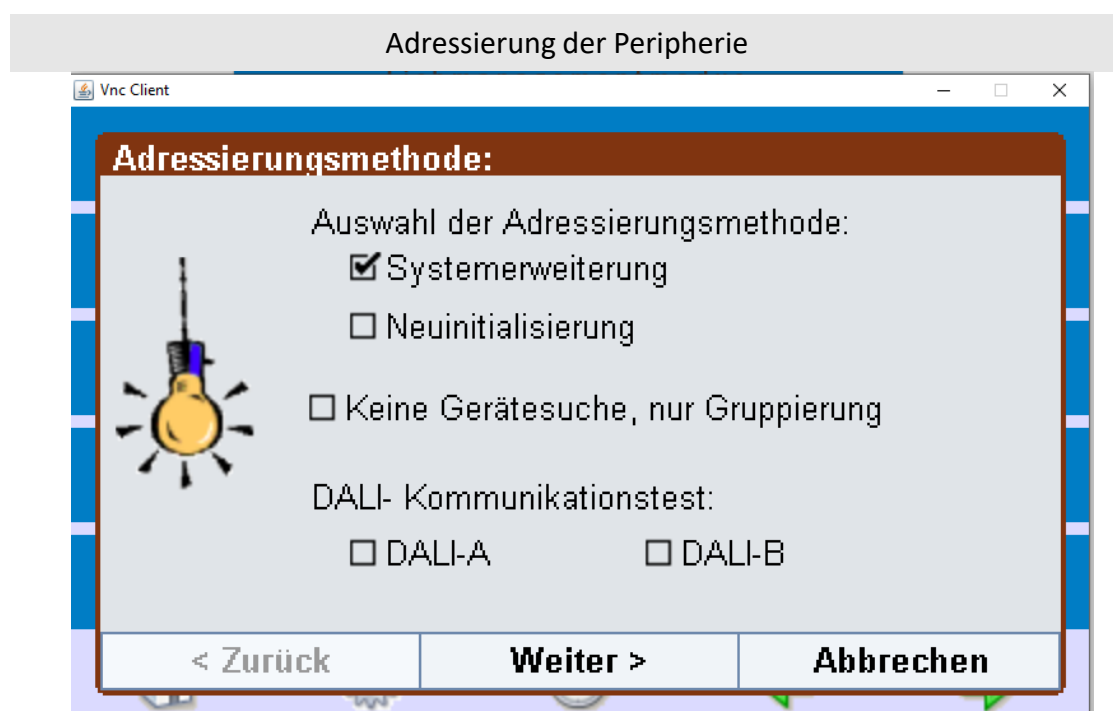 Adressierung der Peripherie
Vnc Client
Adressierungsmethode:
Auswahl der Adressierungsmethode:
Systemerweiterung
Neuinitialisierung
Keine Gerätesuche, nur Gruppierung
DALI- Kommunikationstest:
DALI-A DALI-B
< Zurück Weiter > Abbrechen